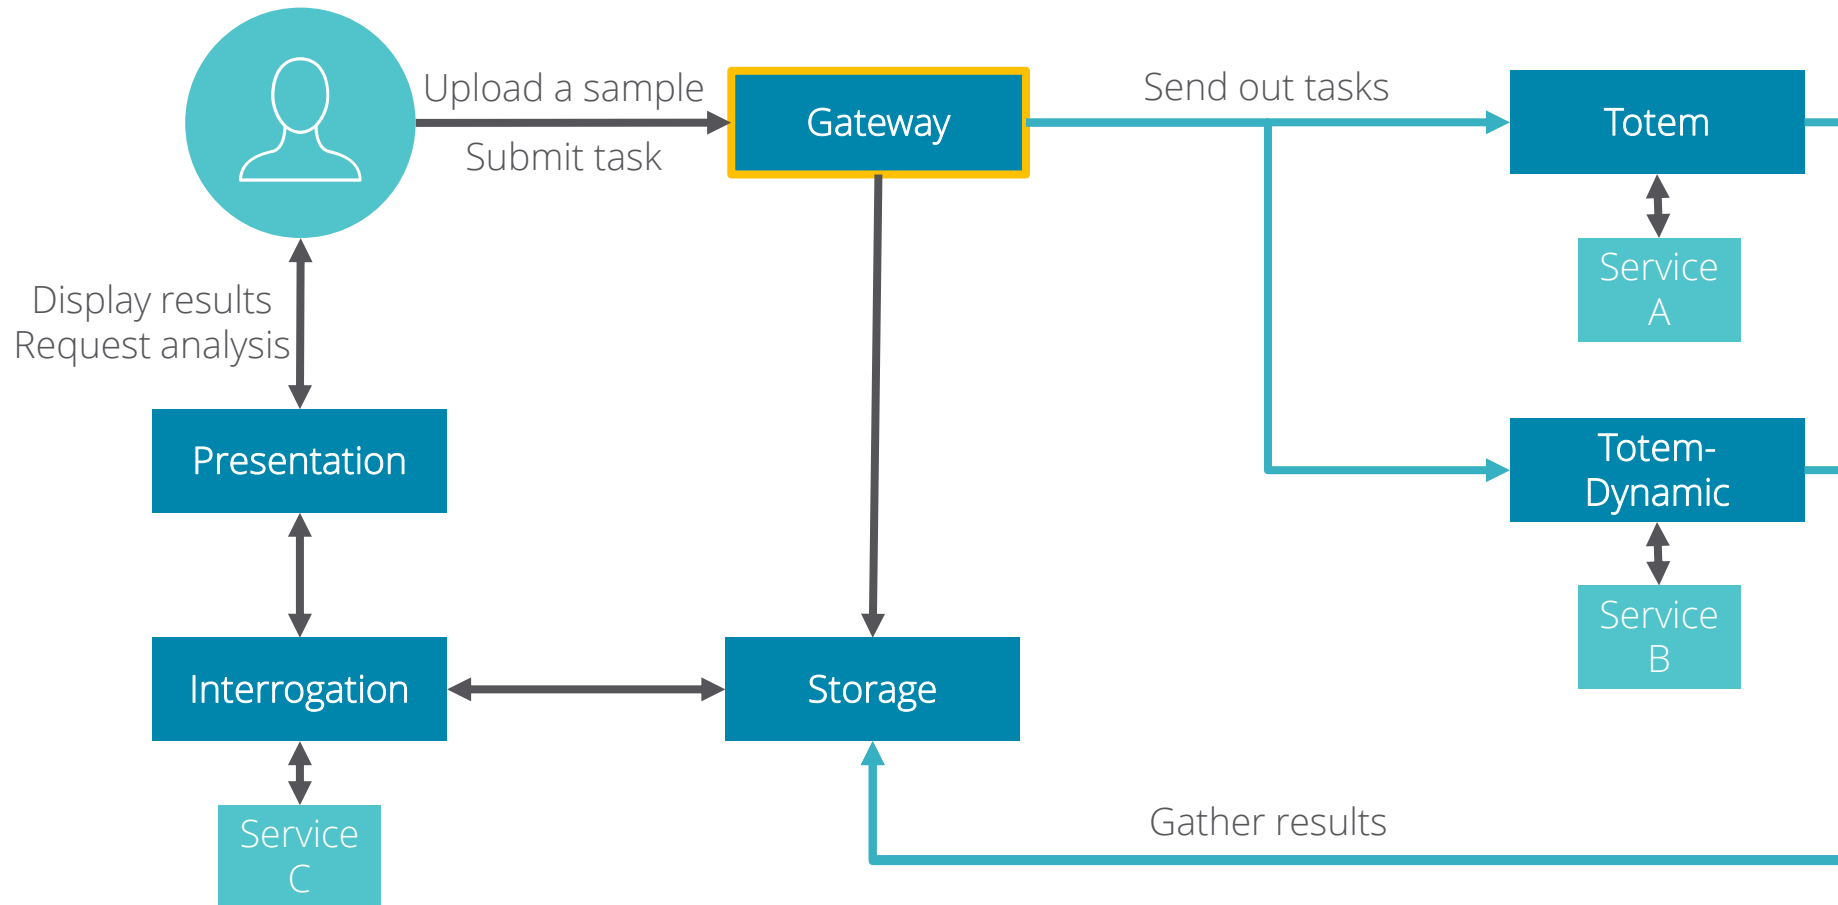 Upload a sample
Submit task
Gateway
Send out tasks
Totem
Service
A
Display results
Request analysis
Presentation
Totem-
Dynamic
Service
B
Interrogation
Storage
Service
C
Gather results